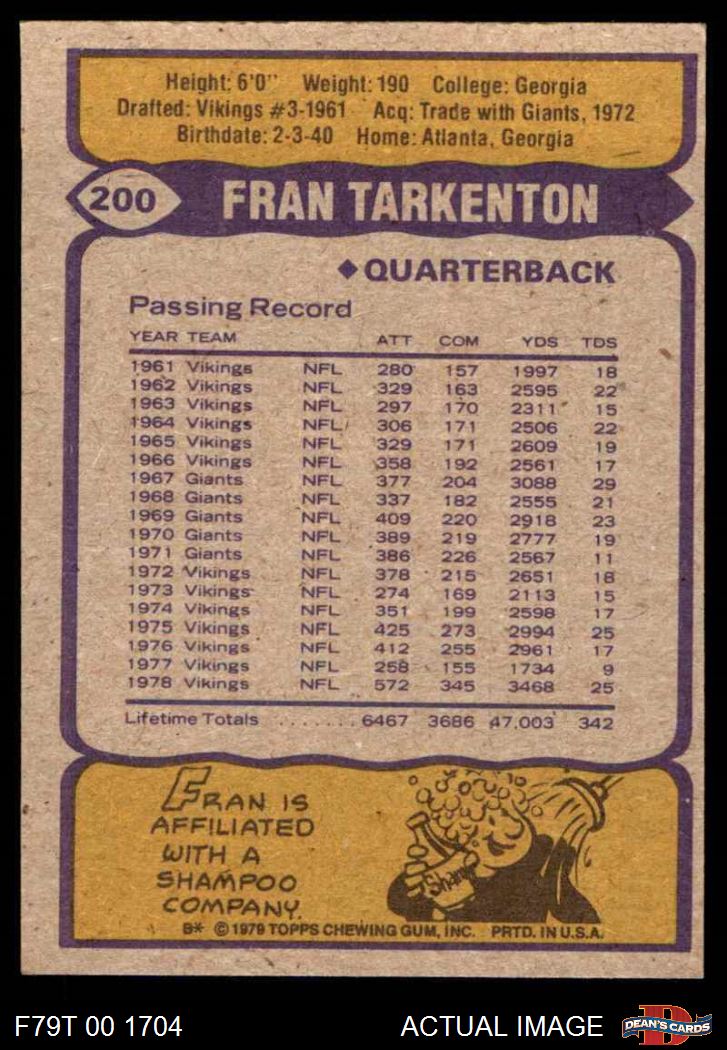 Height: 6'0" Weight: 190 College: Georgia
Drafted: Vikings #3-1961 Acq: Trade with Giants, 1972
Birthdate: 2-3-40 Home: Atlanta, Georgia
200 FRAN TARKENTON
◆ QUARTERBACK
Passing Record
YEAR TEAM ATT COM YDS TDS
1961 Vikings NFL 280 157 1997 18
1962 Vikings NFL 329 163 2595 22
1963 Vikings NFL 297 170 2311 15
1964 Vikings NFL 306 171 2506 22
1965 Vikings NFL 329 171 2609 19
1966 Vikings NFL 358 192 2561 17
1967 Giants NFL 377 204 3088 29
1968 Giants NFL 337 182 2555 21
1969 Giants NFL 409 220 2918 23
1970 Giants NFL 389 219 2777 19
1971 Giants NFL 386 226 2567 11
1972 Vikings NFL 378 215 2651 18
1973 Vikings NFL 274 169 2113 15
1974 Vikings NFL 351 199 2598 17
1975 Vikings NFL 425 273 2994 25
1976 Vikings NFL 412 255 2961 17
1977 Vikings NFL 258 155 1734 9
1978 Vikings NFL 572 345 3468 25
Lifetime Totals ........ 6467 3686 47,003 342
FRAN IS
AFFILIATED
WITH A
SHAMPOO
COMPANY.
Sham
B* © 1979 TOPPS CHEWING GUM, INC. PRTD. IN U.S.A.
F79T 00 1704 ACTUAL IMAGE
D
DEAN'S CARDS